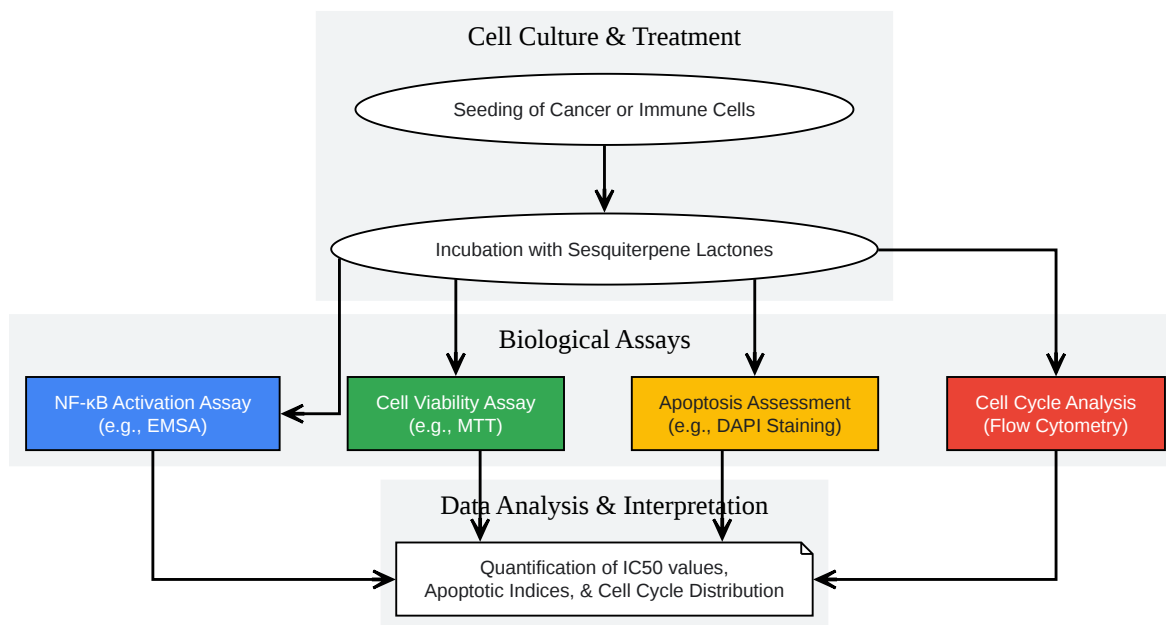 Cell Culture & Treatment
Seeding of Cancer or Immune Cells
Incubation with Sesquiterpene Lactones
Biological Assays
NF-κB Activation Assay
(e.g., EMSA)
Cell Viability Assay
(e.g., MTT)
Apoptosis Assessment
(e.g., DAPI Staining)
Cell Cycle Analysis
(Flow Cytometry)
Data Analysis & Interpretation
Quantification of IC50 values,
Apoptotic Indices, & Cell Cycle Distribution